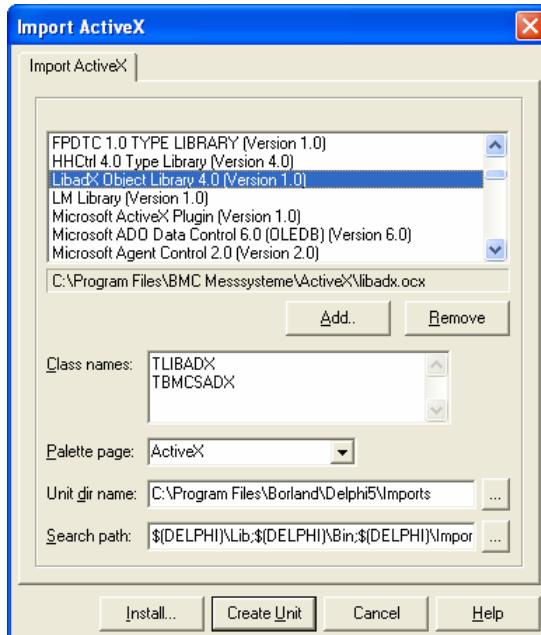 Import ActiveX
Import ActiveX
FPDTC 1.0 TYPE LIBRARY (Version 1.0)
HHCtrl 4.0 Type Library (Version 4.0)
LibadX Object Library 4.0 (Version 1.0)
LM Library (Version 1.0)
Microsoft ActiveX Plugin (Version 1.0)
Microsoft ADO Data Control 6.0 (OLEDB) (Version 6.0)
Microsoft Agent Control 2.0 (Version 2.0)
C:\Program Files\BMC Messsysteme\ActiveX\libadx.ocx
Add.. Remove
Class names: TLIBADX
TBMCSADX
Palette page: ActiveX
Unit dir name: C:\Program Files\Borland\Delphi5\Imports ...
Search path: $(DELPHI)\Lib;$(DELPHI)\Bin;$(DELPHI)\Impor ...
Install... Create Unit Cancel Help